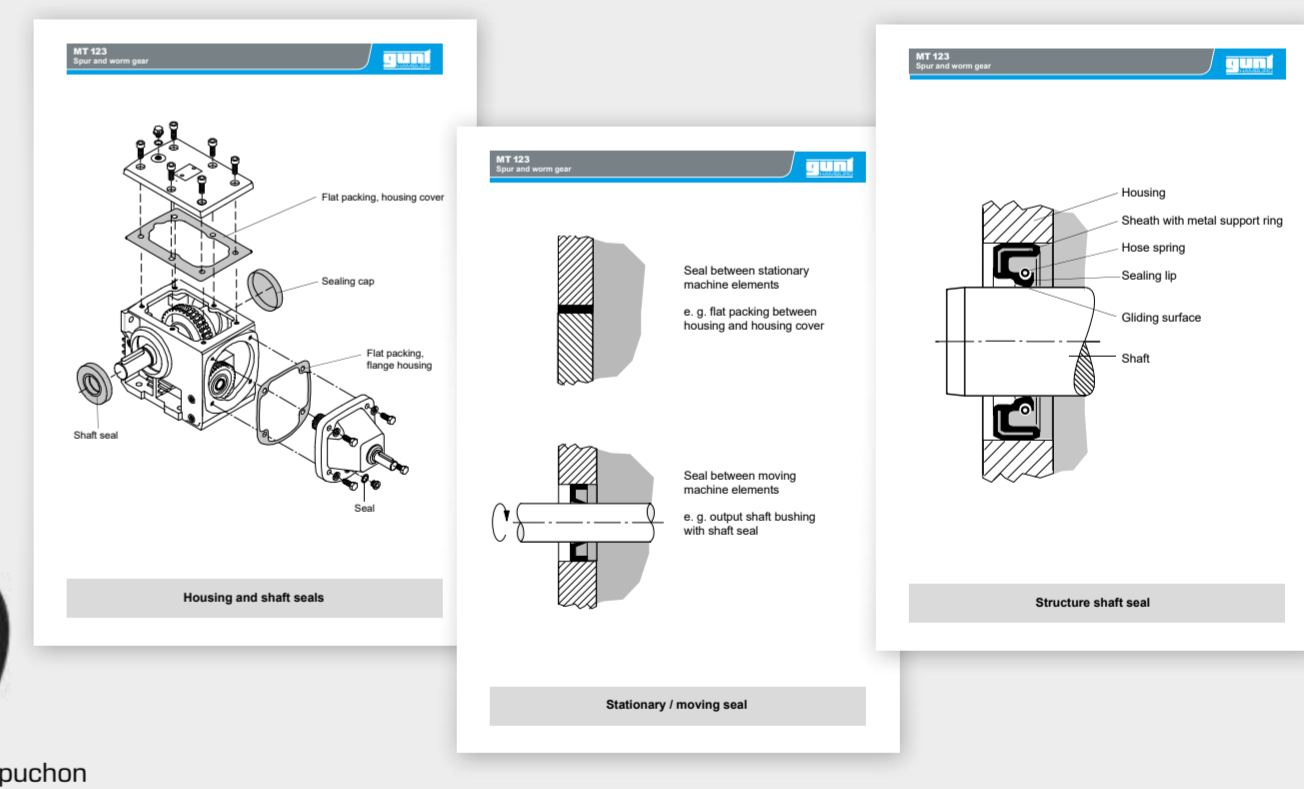 MT 123
Spur and worm gear
gunt
HAMBURG
Flat packing, housing cover
Sealing cap
Flat packing,
flange housing
Shaft seal
Seal
Housing and shaft seals
MT 123
Spur and worm gear
gunt
HAMBURG
Seal between stationary
machine elements
e. g. flat packing between
housing and housing cover
Seal between moving
machine elements
e. g. output shaft bushing
with shaft seal
Stationary / moving seal
MT 123
Spur and worm gear
gunt
HAMBURG
Housing
Sheath with metal support ring
Hose spring
Sealing lip
Gliding surface
Shaft
Structure shaft seal
puchon